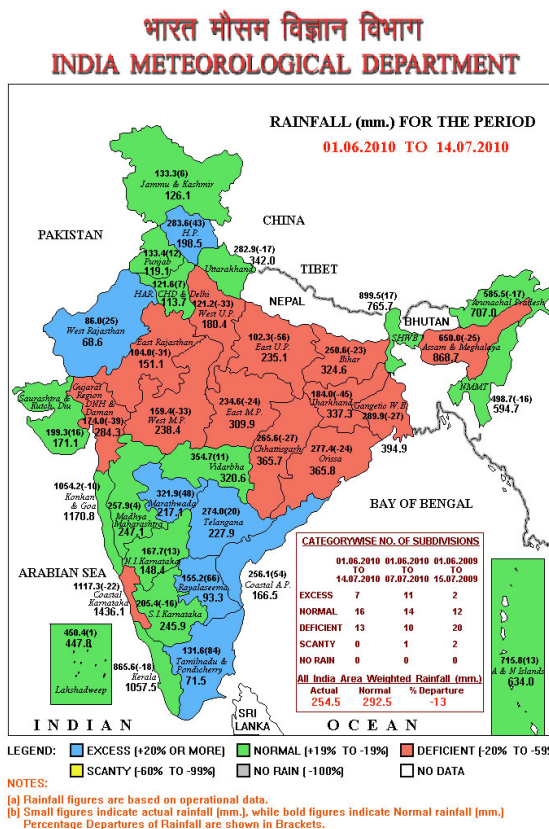 भारत मौसम विज्ञान विभाग
INDIA METEOROLOGICAL DEPARTMENT
RAINFALL (mm.) FOR THE PERIOD
01.06.2010 TO 14.07.2010
133.3(6)
Jammu & Kashmir
126.1
283.6(43)
H.P.
198.5
CHINA
PAKISTAN
133.4(12)
Punjab
119.1
282.9(-17)
342.0
Uttarakhand
TIBET
121.6(7)
HAR. CHD & Delhi
113.7
121.2(-33)
West U.P.
180.4
NEPAL
899.5(17)
765.7
SHWB
BHUTAN
585.5(-17)
Arunachal Pradesh
707.0
86.0(25)
West Rajasthan
68.6
East Rajasthan
104.0(-31)
151.1
102.3(-56)
East U.P.
235.1
250.6(-23)
Bihar
324.6
650.0(-25)
Assam & Meghalaya
868.7
NMMT
498.7(-16)
594.7
Saurashtra &
Kutch, Diu
199.3(16)
171.1
Gujarat
Region
DNH &
Daman
174.0(-39)
284.3
159.4(-33)
West M.P.
238.4
234.6(-24)
East M.P.
309.9
184.0(-45)
Jharkhand
337.3
Gangetic W.B.
289.9(-27)
394.9
265.6(-27)
Chhattisgarh
365.7
277.4(-24)
Orissa
365.8
354.7(11)
Vidarbha
320.6
1054.2(-10)
Konkan
& Goa
1170.8
257.9(4)
Madhya
Maharashtra
247.1
321.9(48)
Marathwada
217.1
274.0(20)
Telangana
227.9
BAY OF BENGAL
ARABIAN SEA
167.7(13)
N.I.Karnataka
148.4
1117.3(-22)
Coastal
Karnataka
1436.1
155.2(66)
Rayalaseema
93.3
256.1(54)
Coastal A.P.
166.5
205.4(-16)
S.I.Karnataka
245.9
131.6(84)
Tamilnadu &
Pondicherry
71.5
865.6(-18)
Kerala
1057.5
450.4(1)
447.8
Lakshadweep
715.8(13)
A & N Islands
634.0
SRI
LANKA
INDIAN OCEAN
CATEGORYWISE NO. OF SUBDIVISIONS
01.06.2010 01.06.2010 01.06.2009
TO TO TO
14.07.2010 07.07.2010 15.07.2009
EXCESS 7 11 2
NORMAL 16 14 12
DEFICIENT 13 10 20
SCANTY 0 1 2
NO RAIN 0 0 0
All India Area Weighted Rainfall (mm.)
Actual Normal % Departure
254.5 292.5 -13
LEGEND: EXCESS (+20% OR MORE) NORMAL (+19% TO -19%) DEFICIENT (-20% TO -59%
SCANTY (-60% TO -99%) NO RAIN (-100%) NO DATA
NOTES:
(a) Rainfall figures are based on operational data.
(b) Small figures indicate actual rainfall (mm.), while bold figures indicate Normal rainfall (mm.)
Percentage Departures of Rainfall are shown in Brackets.